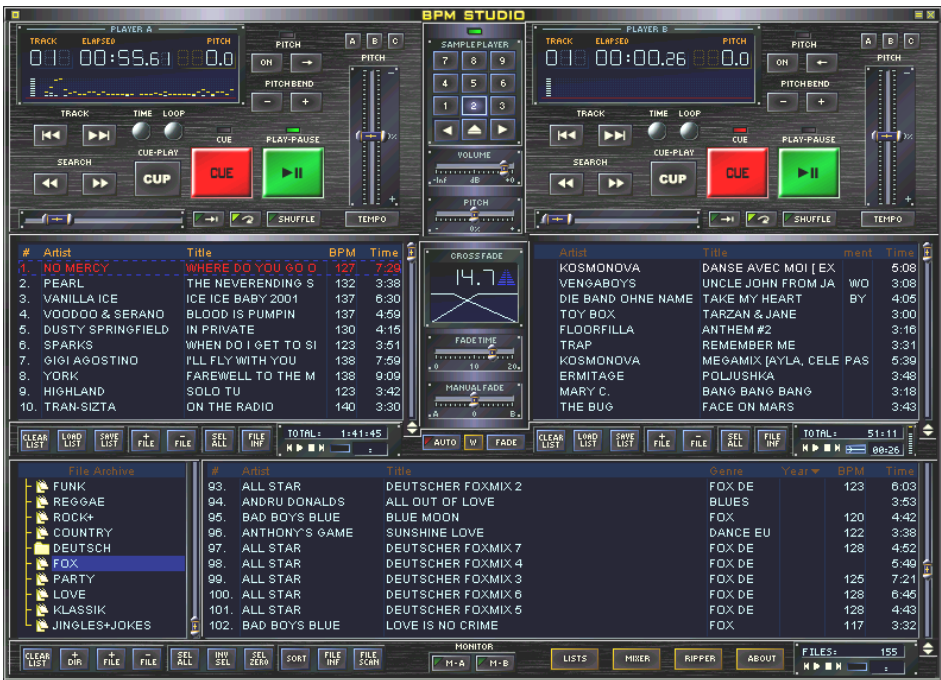 BPM STUDIO
PLAYER A
TRACK ELAPSED PITCH
01 00:55.61 0.0
PITCH
ON
PITCHBEND
- +
A B C
PITCH
TRACK TIME LOOP
CUE PLAY-PAUSE
SEARCH CUE-PLAY
CUP CUE
SHUFFLE TEMPO
SAMPLEPLAYER
7 8 9
4 5 6
1 2 3
VOLUME
-Inf dB +0
PITCH
- 0% +
PLAYER B
TRACK ELAPSED PITCH
01 00:00.26 0.0
PITCH
ON
PITCHBEND
- +
A B C
PITCH
TRACK TIME LOOP
CUE PLAY-PAUSE
SEARCH CUE-PLAY
CUP CUE
SHUFFLE TEMPO
# Artist Title BPM Time
1. NO MERCY WHERE DO YOU GO O 127 7:29
2. PEARL THE NEVERENDING S 132 3:38
3. VANILLA ICE ICE ICE BABY 2001 137 6:30
4. VOODOO & SERANO BLOOD IS PUMPIN 137 4:59
5. DUSTY SPRINGFIELD IN PRIVATE 130 4:15
6. SPARKS WHEN DO I GET TO SI 123 3:51
7. GIGI AGOSTINO I'LL FLY WITH YOU 138 7:59
8. YORK FAREWELL TO THE M 138 9:09
9. HIGHLAND SOLO TU 123 3:42
10. TRAN-SIZTA ON THE RADIO 140 3:30
CLEAR LIST LOAD LIST SAVE LIST + FILE - FILE SEL ALL FILE INF TOTAL: 1:41:45
CROSSFADE
14.7
FADETIME
0 10 20
MANUALFADE
A 0 B
AUTO W FADE
Artist Title ment Time
KOSMONOVA DANSE AVEC MOI [ EX 5:08
VENGABOYS UNCLE JOHN FROM JA WO 3:08
DIE BAND OHNE NAME TAKE MY HEART BY 4:05
TOY BOX TARZAN & JANE 3:00
FLOORFILLA ANTHEM #2 3:16
TRAP REMEMBER ME 3:31
KOSMONOVA MEGAMIX [AYLA, CELE PAS 5:39
ERMITAGE POLJUSHKA 3:48
MARY C. BANG BANG BANG 3:18
THE BUG FACE ON MARS 3:43
CLEAR LIST LOAD LIST SAVE LIST + FILE - FILE SEL ALL FILE INF TOTAL: 51:11
00:26
File Archive
FUNK
REGGAE
ROCK+
COUNTRY
DEUTSCH
FOX
PARTY
LOVE
KLASSIK
JINGLES+JOKES
# Artist Title Genre Year BPM Time
93. ALL STAR DEUTSCHER FOXMIX 2 FOX DE 123 6:03
94. ANDRU DONALDS ALL OUT OF LOVE BLUES 3:53
95. BAD BOYS BLUE BLUE MOON FOX 120 4:42
96. ANTHONY'S GAME SUNSHINE LOVE DANCE EU 122 3:38
97. ALL STAR DEUTSCHER FOXMIX 7 FOX DE 128 4:52
98. ALL STAR DEUTSCHER FOXMIX 4 FOX DE 5:49
99. ALL STAR DEUTSCHER FOXMIX 3 FOX DE 125 7:21
100. ALL STAR DEUTSCHER FOXMIX 6 FOX DE 128 6:45
101. ALL STAR DEUTSCHER FOXMIX 5 FOX DE 128 4:43
102. BAD BOYS BLUE LOVE IS NO CRIME FOX 117 3:32
CLEAR LIST + DIR + FILE - FILE SEL ALL INV SEL SEL ZERO SORT FILE INF FILE SCAN
MONITOR
M-A M-B
LISTS MIXER RIPPER ABOUT
FILES: 155